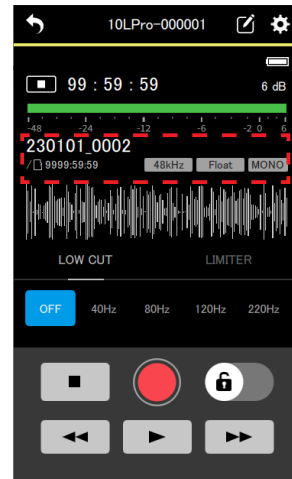 10LPro-000001
99 : 59 : 59
6 dB
-48 -24 -12 -6 -2 0 6
230101_0002
/ 9999:59:59 48kHz Float MONO
LOW CUT LIMITER
OFF 40Hz 80Hz 120Hz 220Hz